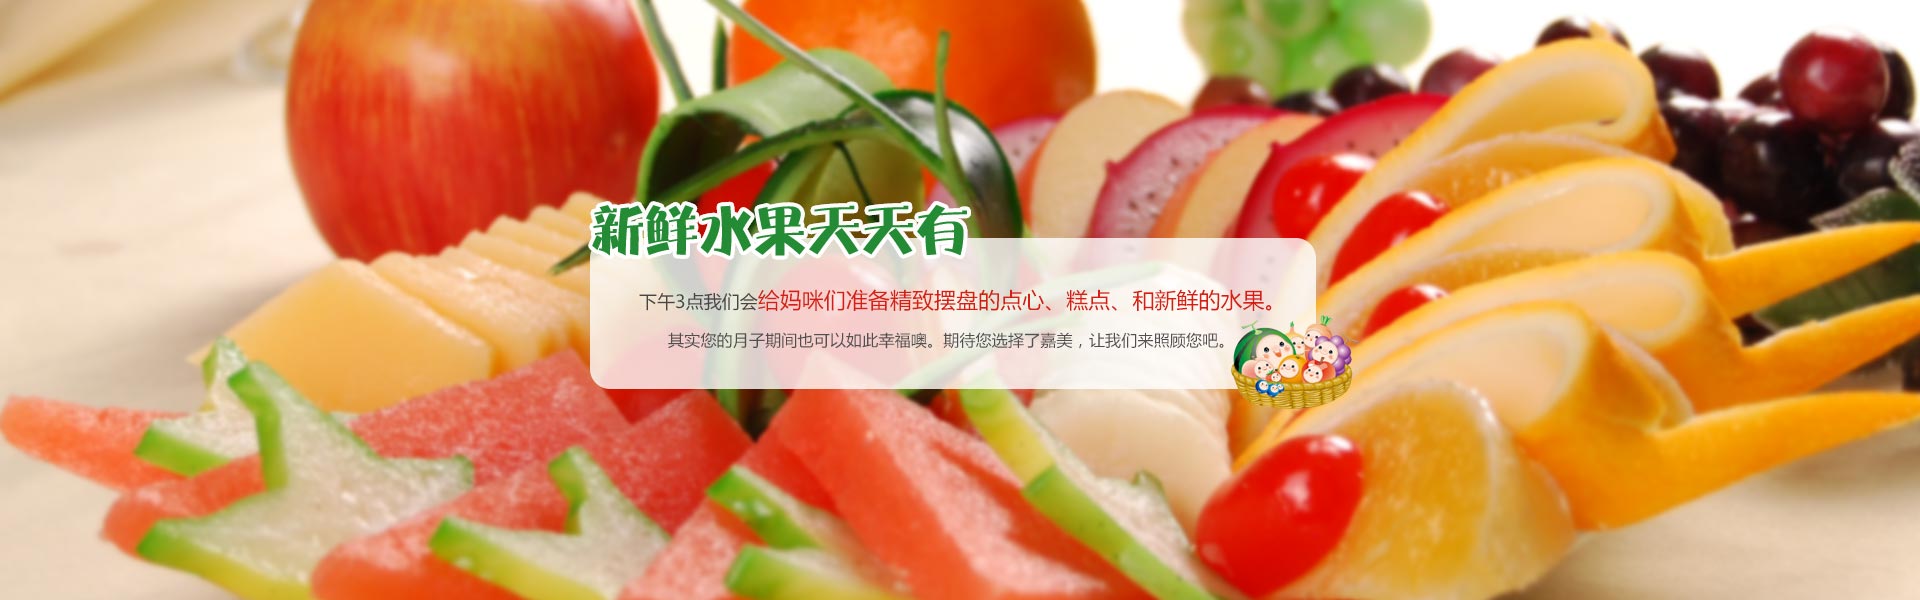 新鲜水果天天有
下午3点我们会给妈咪们准备精致摆盘的点心、糕点、和新鲜的水果。
其实您的月子期间也可以如此幸福噢。期待您选择了嘉美，让我们来照顾您吧。